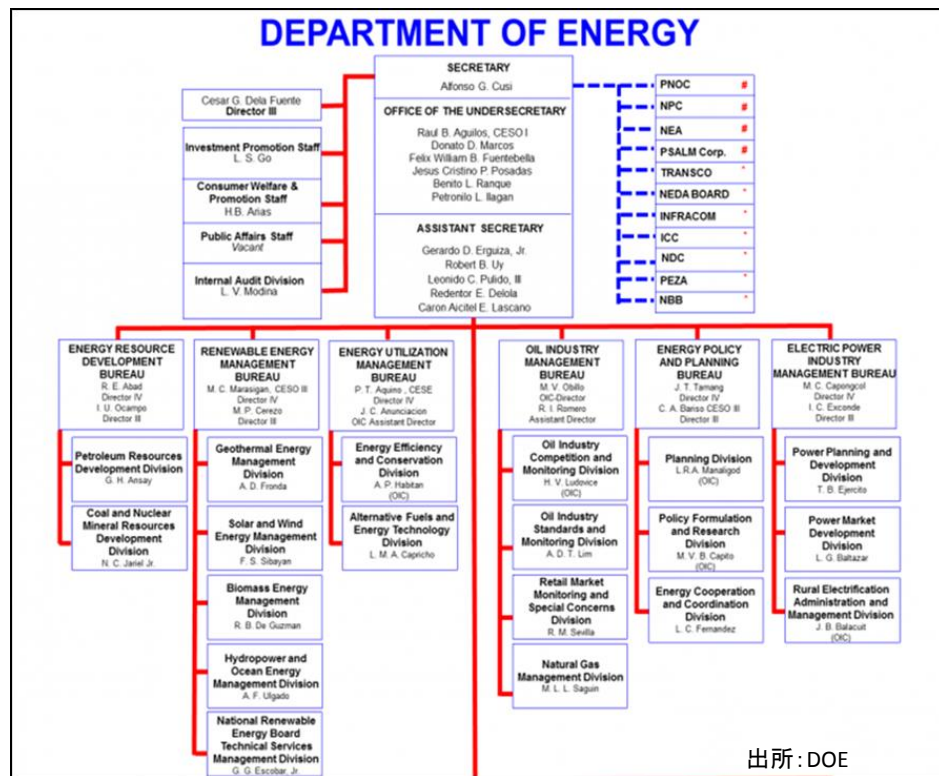 DEPARTMENT OF ENERGY
SECRETARY
Alfonso G. Cusi
OFFICE OF THE UNDERSECRETARY
Raul B. Aguilos, CESO I
Donato D. Marcos
Felix William B. Fuentebella
Jesus Cristino P. Posadas
Benito L. Ranque
Petronilo L. Ilagan
ASSISTANT SECRETARY
Gerardo D. Erguiza, Jr.
Robert B. Uy
Leonido C. Pulido, III
Redentor E. Delola
Caron Aicitel E. Lascano
Cesar G. Dela Fuente
Director III
Investment Promotion Staff
L. S. Go
Consumer Welfare &
Promotion Staff
H.B. Arias
Public Affairs Staff
Vacant
Internal Audit Division
L. V. Modina
PNOC #
NPC #
NEA #
PSALM Corp. #
TRANSCO
NEDA BOARD
INFRACOM
ICC
NDC
PEZA
NBB
ENERGY RESOURCE
DEVELOPMENT
BUREAU
R. E. Abad
Director IV
I. U. Ocampo
Director III
Petroleum Resources
Development Division
G. H. Ansay
Coal and Nuclear
Mineral Resources
Development
Division
N. C. Jariel Jr.
RENEWABLE ENERGY
MANAGEMENT
BUREAU
M. C. Marasigan, CESO III
Director IV
M. P. Cerezo
Director III
Geothermal Energy
Management
Division
A. D. Fronda
Solar and Wind
Energy Management
Division
F. S. Sibayan
Biomass Energy
Management
Division
R. B. De Guzman
Hydropower and
Ocean Energy
Management Division
A. F. Ulgado
National Renewable
Energy Board
Technical Services
Management Division
G. G. Escobar, Jr.
ENERGY UTILIZATION
MANAGEMENT
BUREAU
P. T. Aquino , CESE
Director IV
J. C. Anunciacion
OIC Assistant Director
Energy Efficiency
and Conservation
Division
A. P. Habitan
(OIC)
Alternative Fuels and
Energy Technology
Division
L. M. A. Capricho
OIL INDUSTRY
MANAGEMENT
BUREAU
M. V. Obillo
OIC-Director
R. I. Romero
Assistant Director
Oil Industry
Competition and
Monitoring Division
H. V. Ludovice
(OIC)
Oil Industry
Standards and
Monitoring Division
A. D. T. Lim
Retail Market
Monitoring and
Special Concerns
Division
R. M. Sevilla
Natural Gas
Management Division
M. L. L. Saguin
ENERGY POLICY
AND PLANNING
BUREAU
J. T. Tamang
Director IV
C. A. Bariso CESO III
Director III
Planning Division
L.R.A. Manaligod
(OIC)
Policy Formulation
and Research
Division
M. V. B. Capito
(OIC)
Energy Cooperation
and Coordination
Division
L. C. Fernandez
ELECTRIC POWER
INDUSTRY
MANAGEMENT BUREAU
M. C. Capongcol
Director IV
I. C. Exconde
Director III
Power Planning and
Development
Division
T. B. Ejercito
Power Market
Development
Division
L. G. Baltazar
Rural Electrification
Administration and
Management Division
J. B. Balacuit
(OIC)
出所：DOE